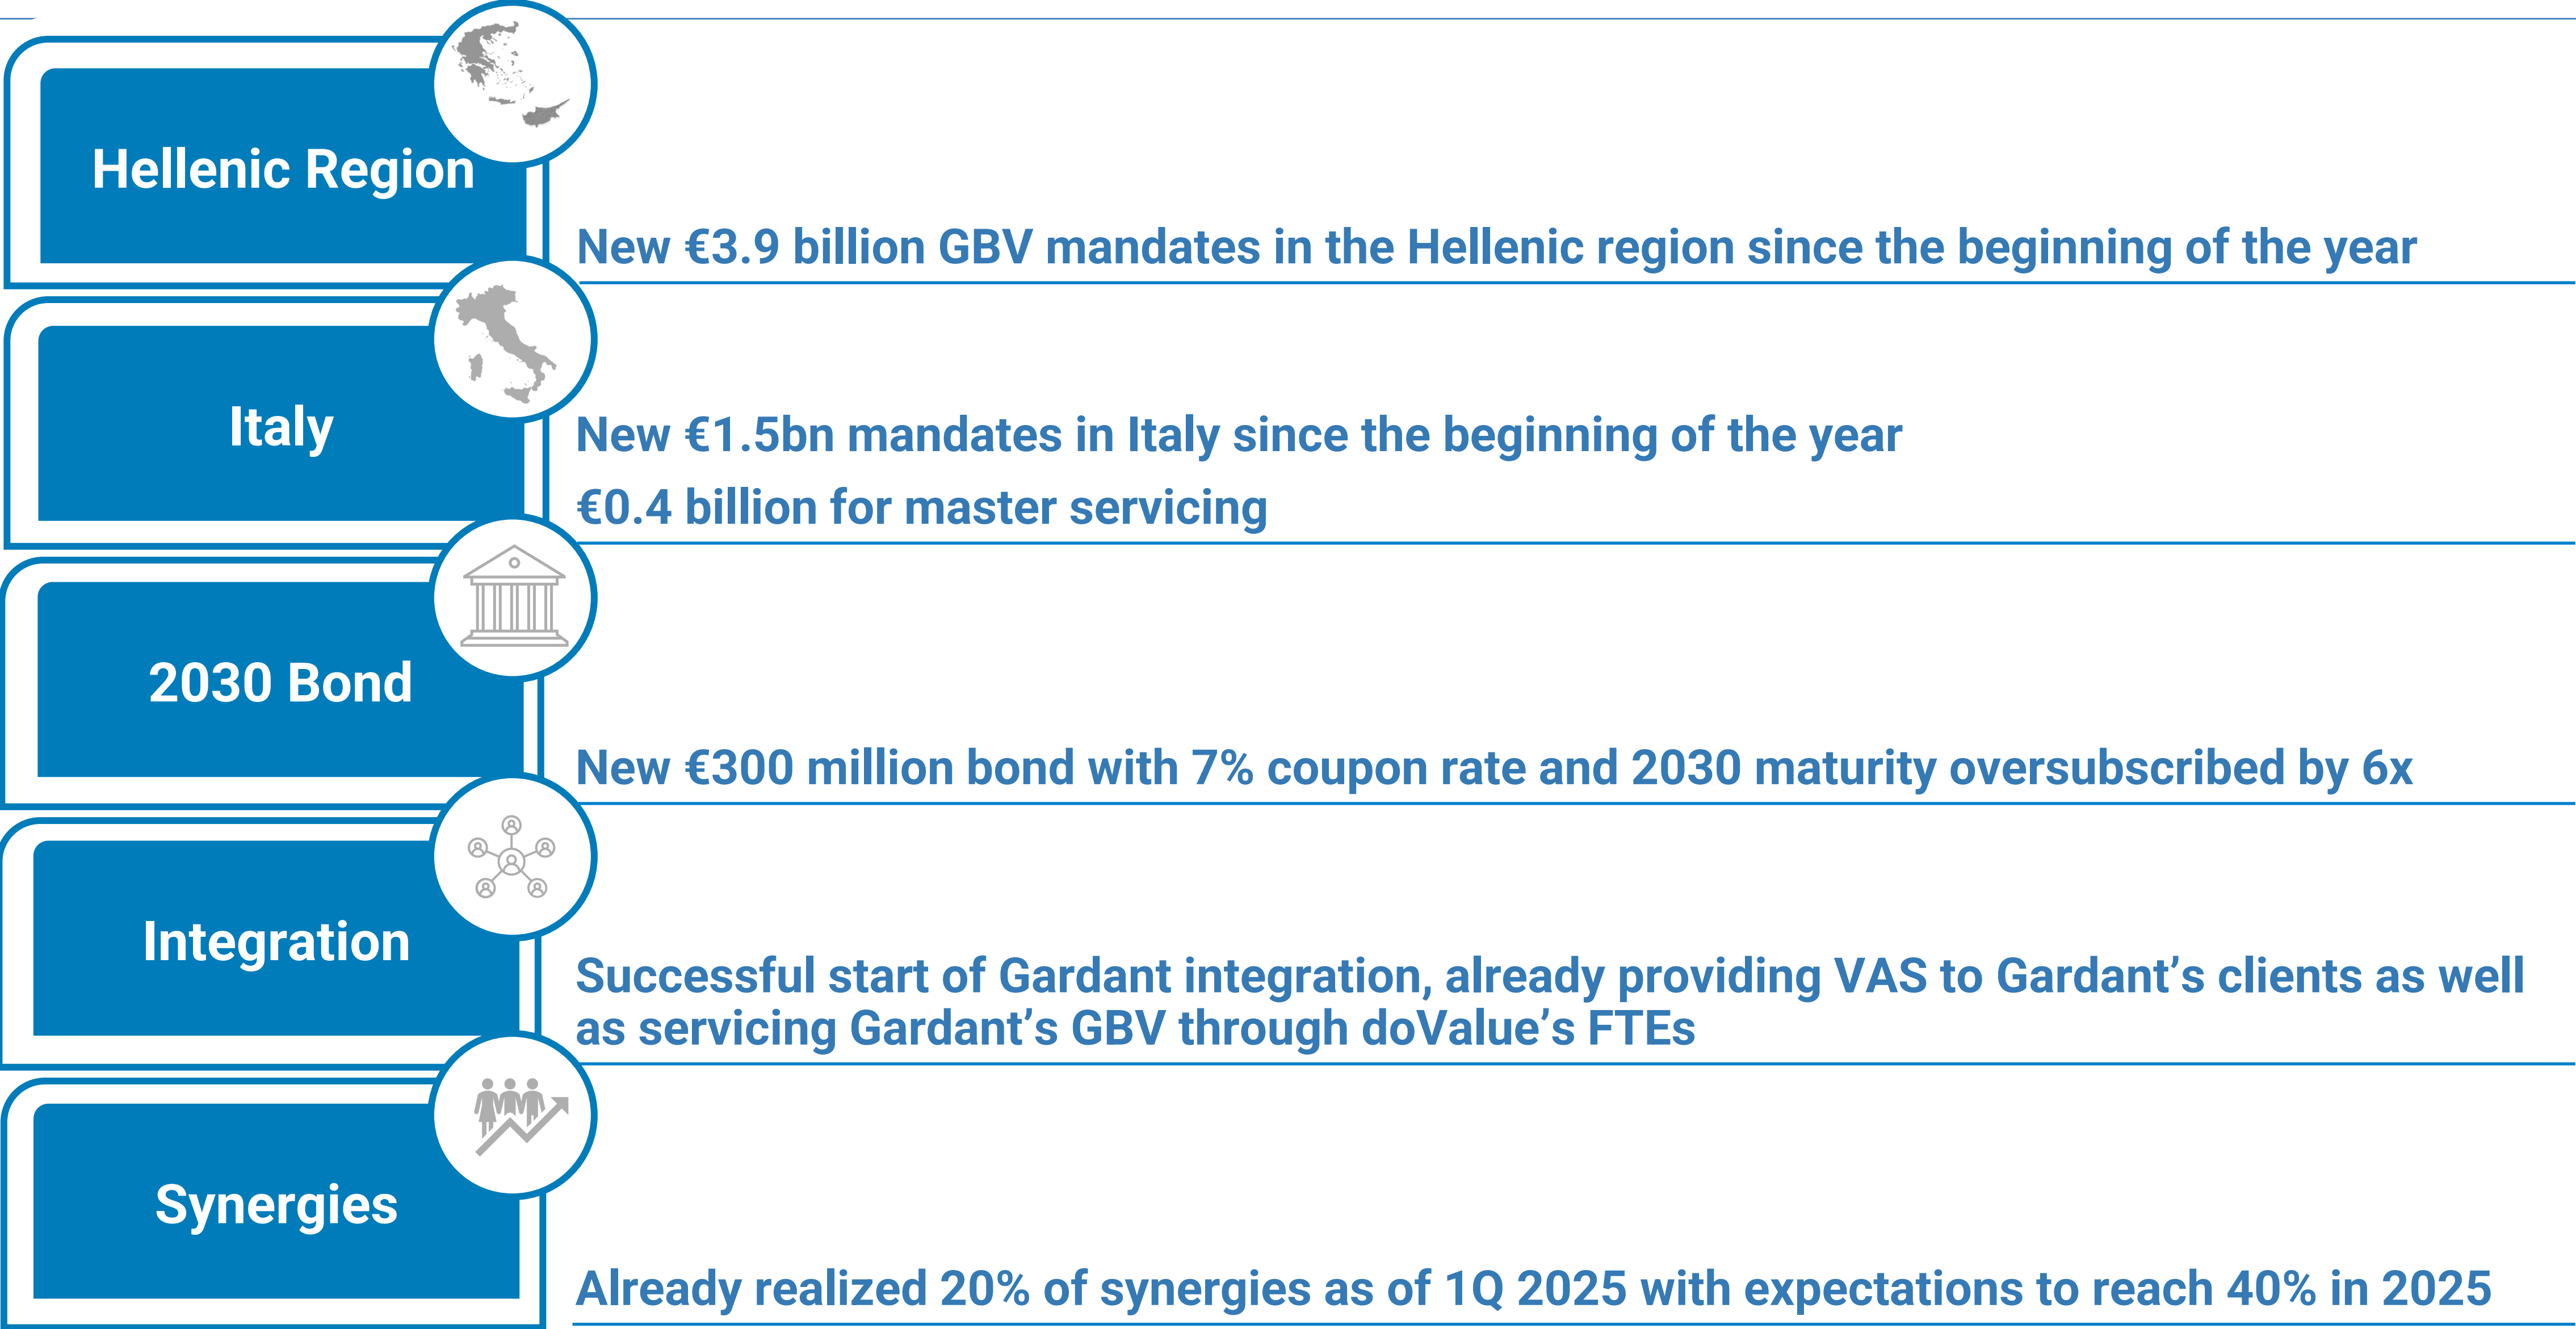 Hellenic Region
New €3.9 billion GBV mandates in the Hellenic region since the beginning of the year
Italy
New €1.5bn mandates in Italy since the beginning of the year
€0.4 billion for master servicing
2030 Bond
New €300 million bond with 7% coupon rate and 2030 maturity oversubscribed by 6x
Integration
Successful start of Gardant integration, already providing VAS to Gardant’s clients as well
as servicing Gardant’s GBV through doValue’s FTEs
Synergies
Already realized 20% of synergies as of 1Q 2025 with expectations to reach 40% in 2025